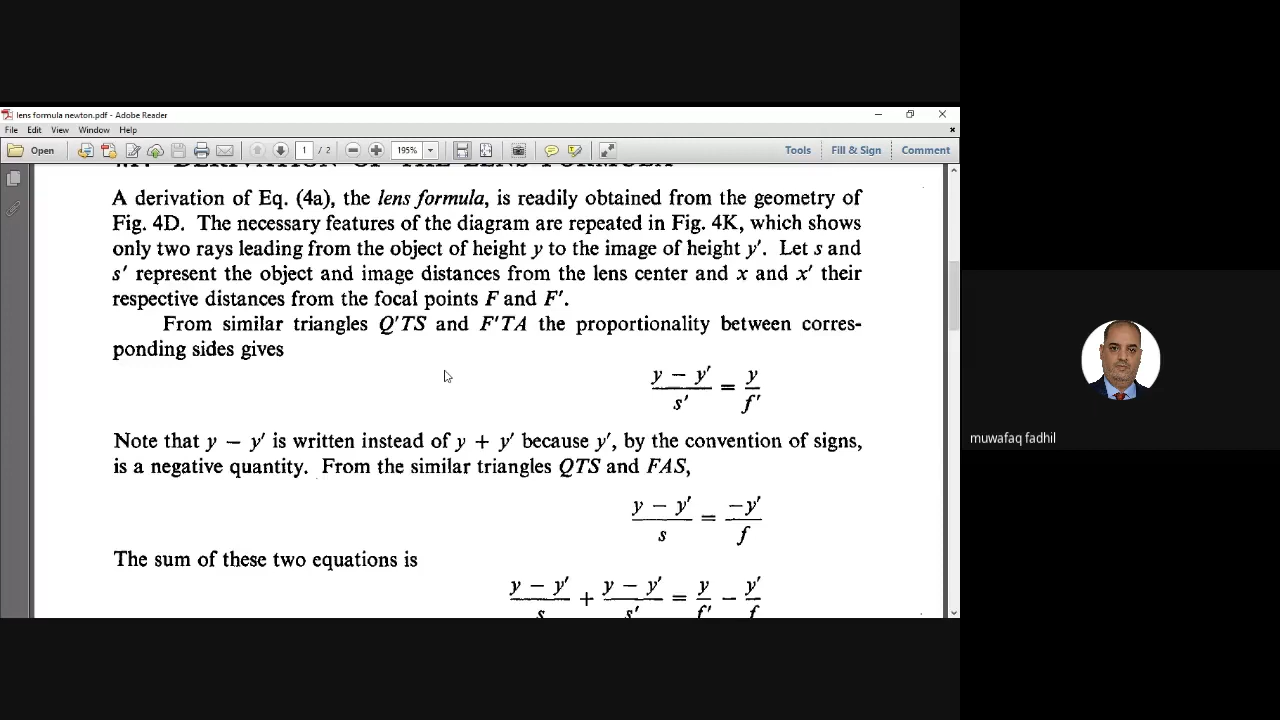 lens formula newton.pdf - Adobe Reader
File Edit View Window Help
Open 1 / 2 195% Tools Fill & Sign Comment
DERIVATION OF THE LENS FORMULA
A derivation of Eq. (4a), the lens formula, is readily obtained from the geometry of
Fig. 4D. The necessary features of the diagram are repeated in Fig. 4K, which shows
only two rays leading from the object of height y to the image of height y′. Let s and
s′ represent the object and image distances from the lens center and x and x′ their
respective distances from the focal points F and F′.
From similar triangles Q′TS and F′TA the proportionality between corres-
ponding sides gives
y − y′ / s′ = y / f′
Note that y − y′ is written instead of y + y′ because y′, by the convention of signs,
is a negative quantity. From the similar triangles QTS and FAS,
y − y′ / s = −y′ / f
The sum of these two equations is
y − y′ / s + y − y′ / s′ = y / f′ − y′ / f
muwafaq fadhil